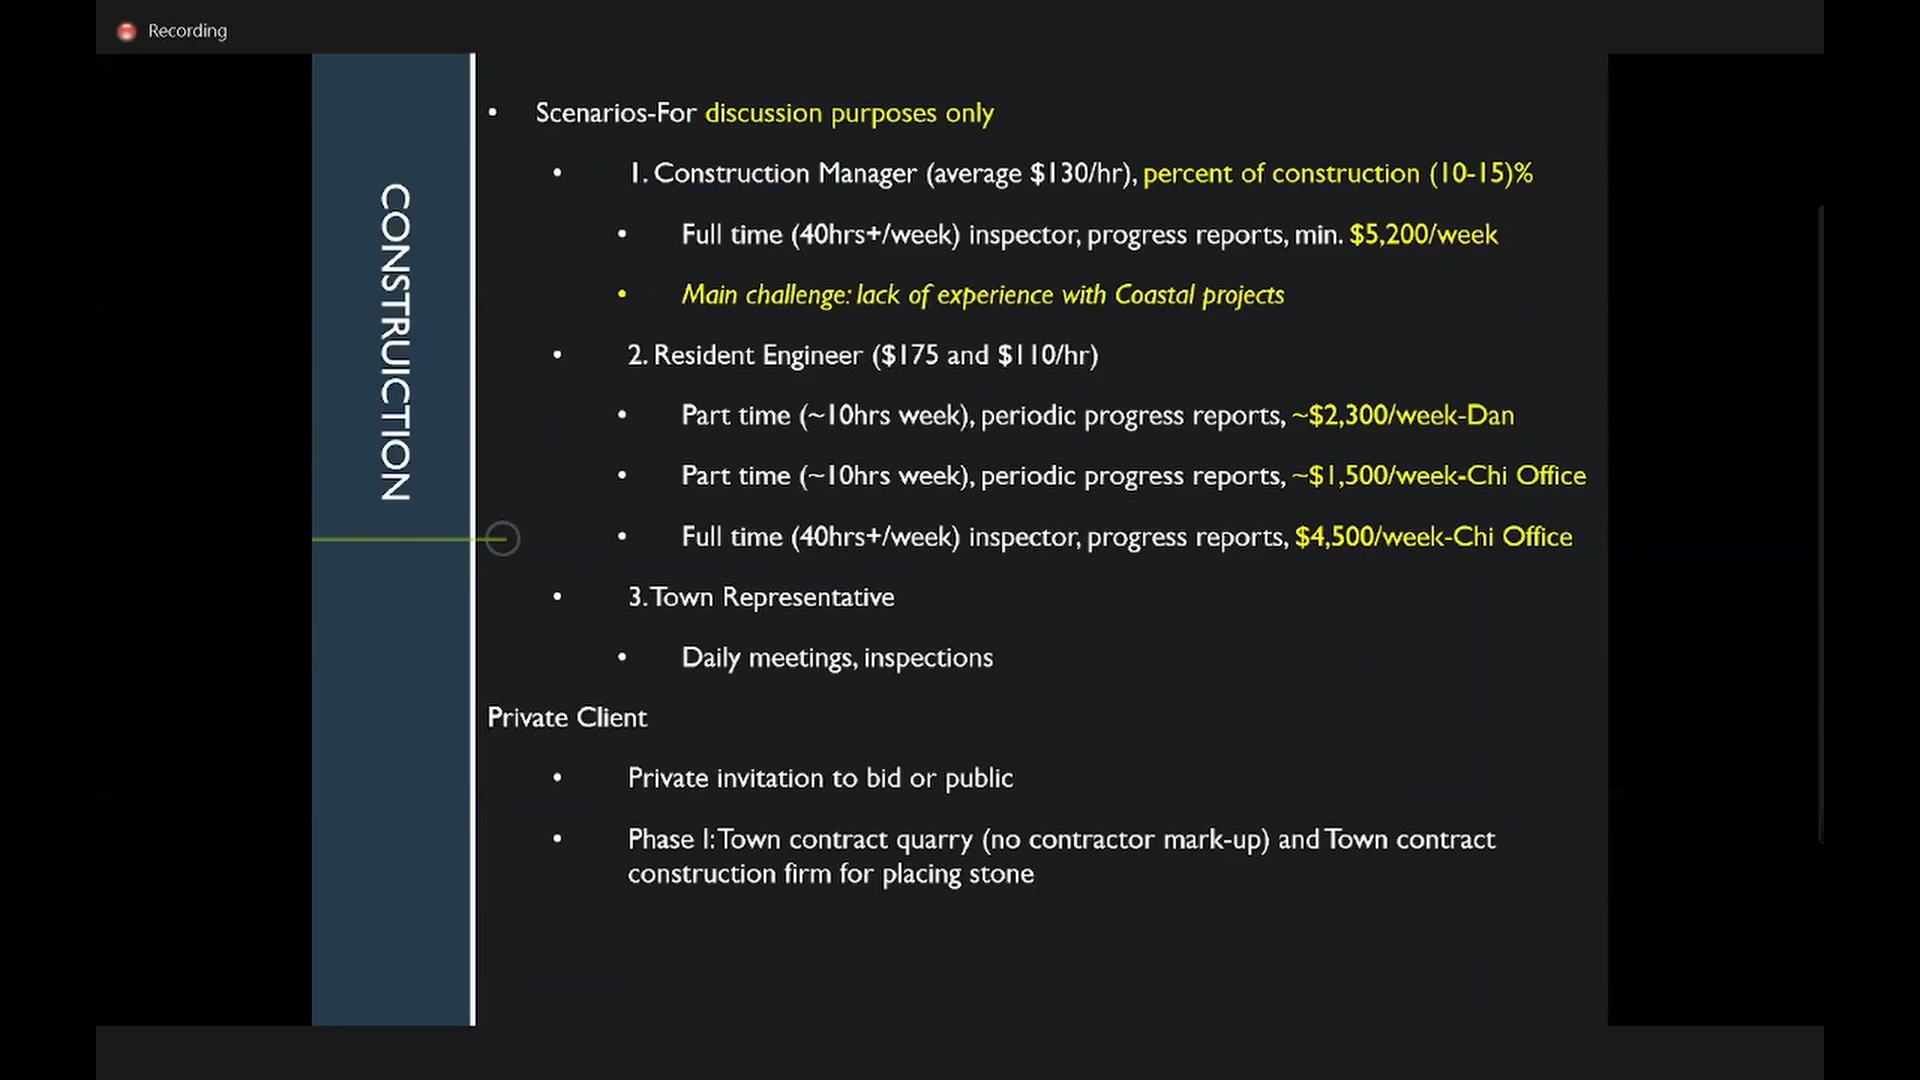 Recording
CONSTRUICTION
• Scenarios-For discussion purposes only
• 1. Construction Manager (average $130/hr), percent of construction (10-15)%
• Full time (40hrs+/week) inspector, progress reports, min. $5,200/week
• Main challenge: lack of experience with Coastal projects
• 2. Resident Engineer ($175 and $110/hr)
• Part time (~10hrs week), periodic progress reports, ~$2,300/week-Dan
• Part time (~10hrs week), periodic progress reports, ~$1,500/week-Chi Office
• Full time (40hrs+/week) inspector, progress reports, $4,500/week-Chi Office
• 3. Town Representative
• Daily meetings, inspections
Private Client
• Private invitation to bid or public
• Phase I: Town contract quarry (no contractor mark-up) and Town contract
construction firm for placing stone